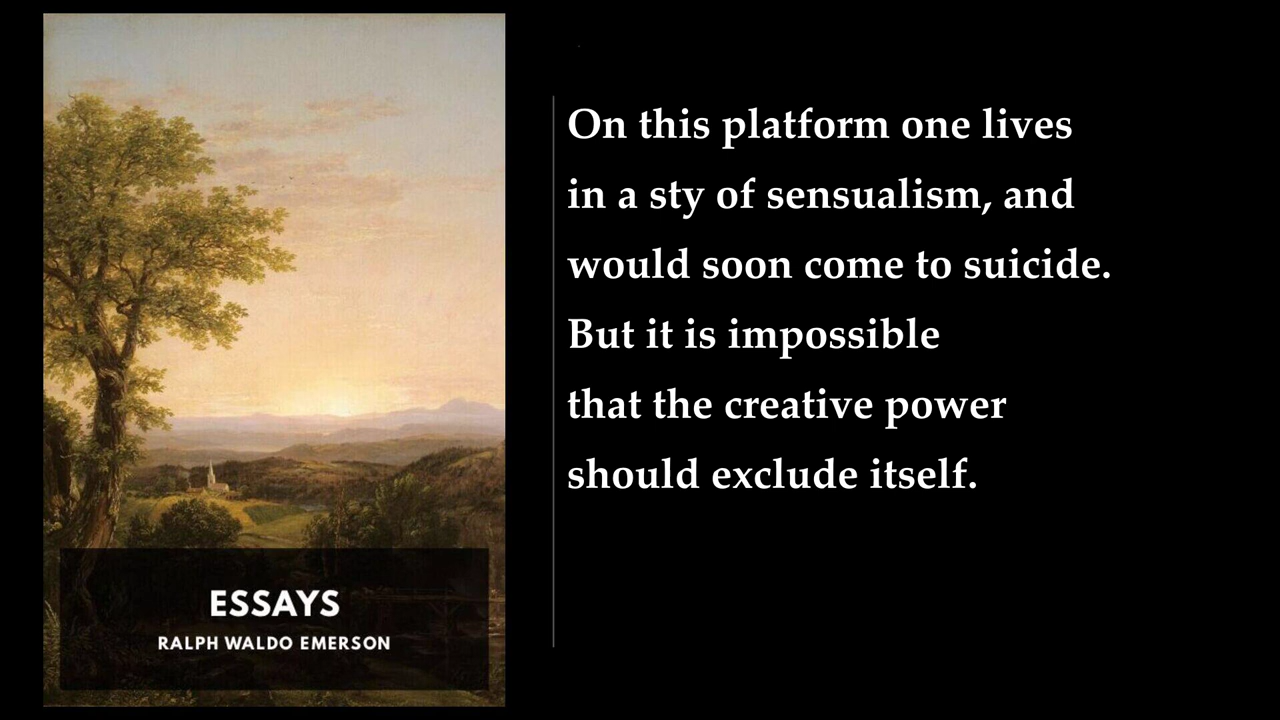 ESSAYS
RALPH WALDO EMERSON
On this platform one lives
in a sty of sensualism, and
would soon come to suicide.
But it is impossible
that the creative power
should exclude itself.